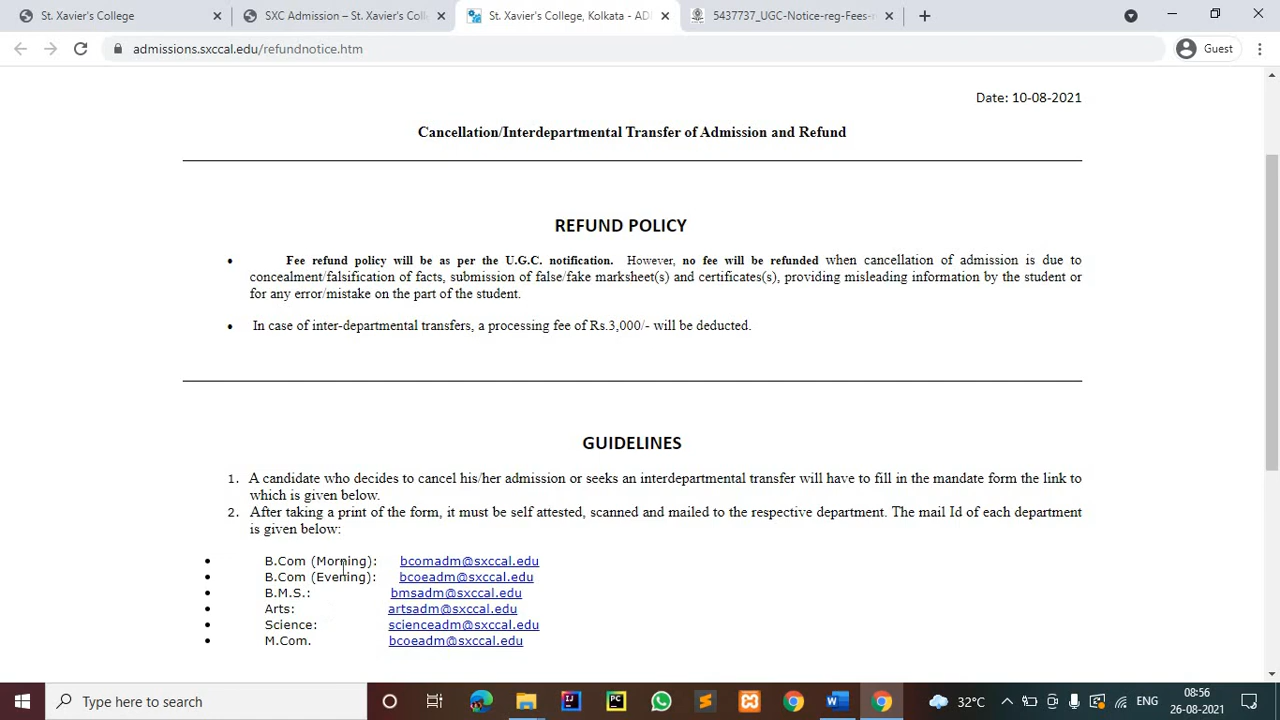 St. Xavier's College
SXC Admission – St. Xavier's Col
St. Xavier's College, Kolkata - AD
5437737_UGC-Notice-reg-Fees-
admissions.sxccal.edu/refundnotice.htm
Guest
Date: 10-08-2021
Cancellation/Interdepartmental Transfer of Admission and Refund
REFUND POLICY
• Fee refund policy will be as per the U.G.C. notification. However, no fee will be refunded when cancellation of admission is due to
concealment/falsification of facts, submission of false/fake marksheet(s) and certificates(s), providing misleading information by the student or
for any error/mistake on the part of the student.
• In case of inter-departmental transfers, a processing fee of Rs.3,000/- will be deducted.
GUIDELINES
1. A candidate who decides to cancel his/her admission or seeks an interdepartmental transfer will have to fill in the mandate form the link to
which is given below.
2. After taking a print of the form, it must be self attested, scanned and mailed to the respective department. The mail Id of each department
is given below:
• B.Com (Morning): bcomadm@sxccal.edu
• B.Com (Evening): bcoeadm@sxccal.edu
• B.M.S.: bmsadm@sxccal.edu
• Arts: artsadm@sxccal.edu
• Science: scienceadm@sxccal.edu
• M.Com. bcoeadm@sxccal.edu
Type here to search
32°C
ENG
08:56
26-08-2021